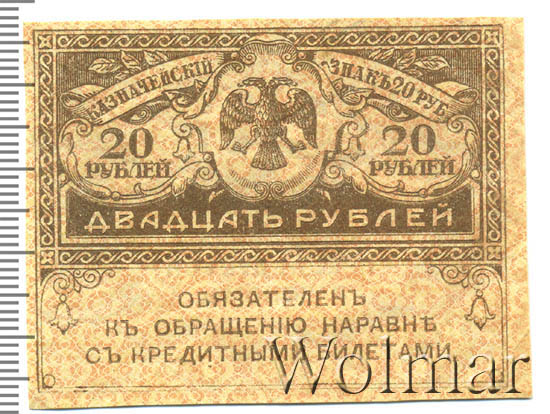 КАЗНАЧЕЙСКІЙ ЗНАКЪ 20 РУБ.
20 РУБЛЕЙ
20 РУБЛЕЙ
ДВАДЦАТЬ РУБЛЕЙ
ОБЯЗАТЕЛЕНЪ
КЪ ОБРАЩЕНІЮ НАРАВНѢ
СЪ КРЕДИТНЫМИ БИЛЕТАМИ.
Wolmar